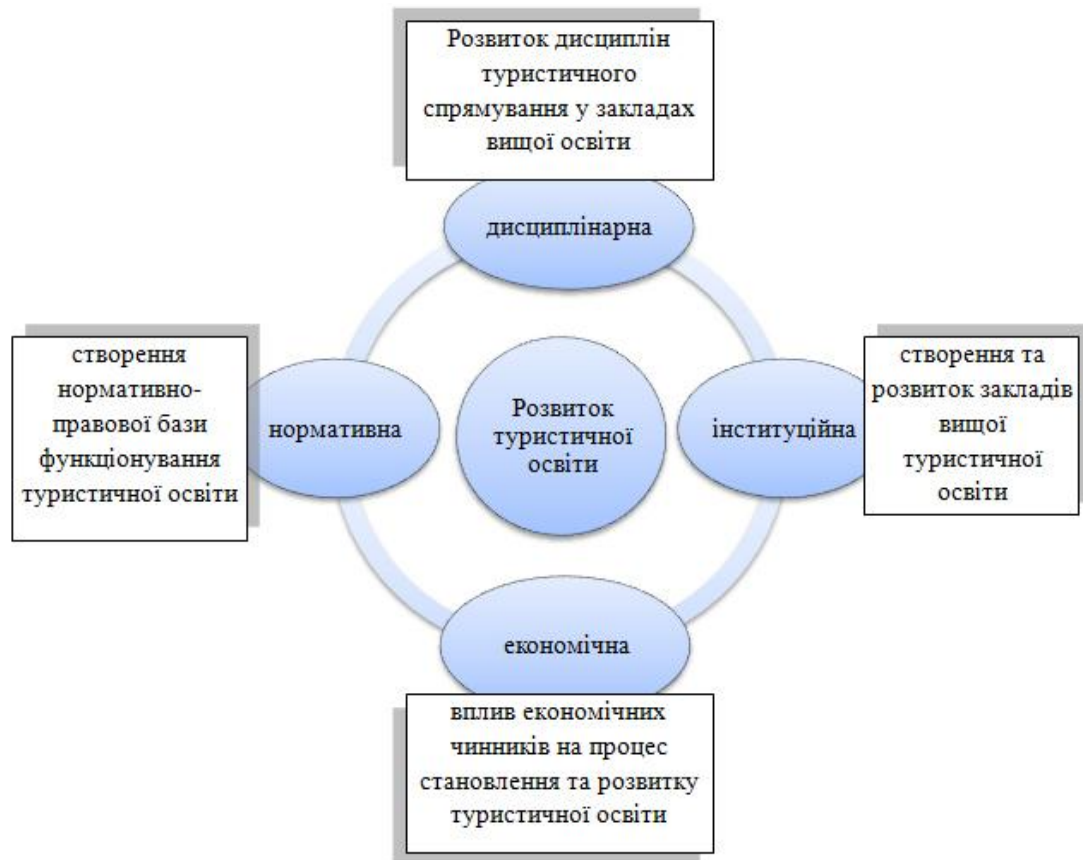 Розвиток дисциплін
туристичного
спрямування у закладах
вищої освіти
дисциплінарна
створення
нормативно-
правової бази
функціонування
туристичної освіти
нормативна
Розвиток
туристичної
освіти
інституційна
створення та
розвиток закладів
вищої
туристичної
освіти
економічна
вплив економічних
чинників на процес
становлення та розвитку
туристичної освіти